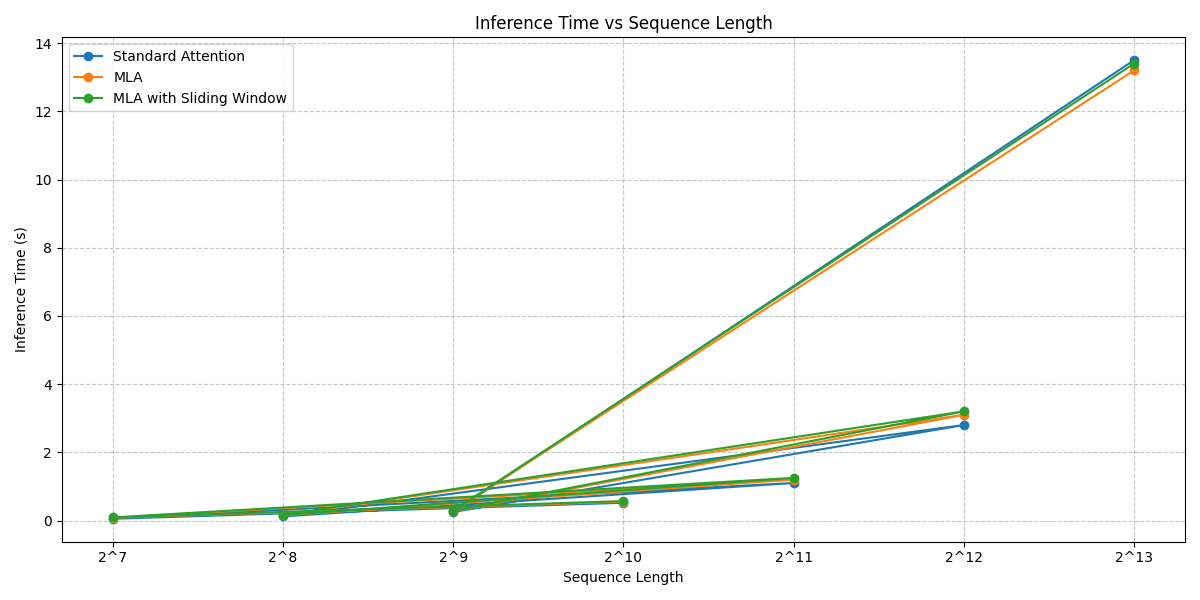 Inference Time vs Sequence Length
Standard Attention
MLA
MLA with Sliding Window
Inference Time (s)
14
12
10
8
6
4
2
0
2^7 2^8 2^9 2^10 2^11 2^12 2^13
Sequence Length